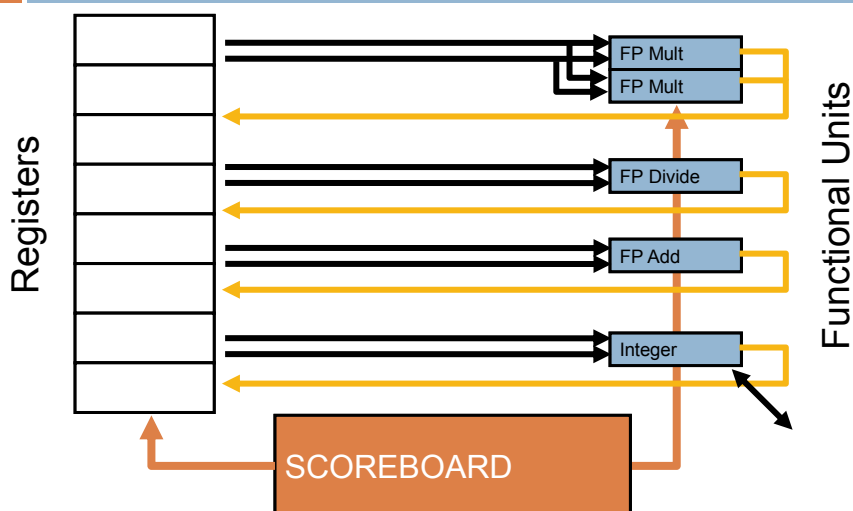 Registers
FP Mult
FP Mult
FP Divide
FP Add
Integer
Functional Units
SCOREBOARD